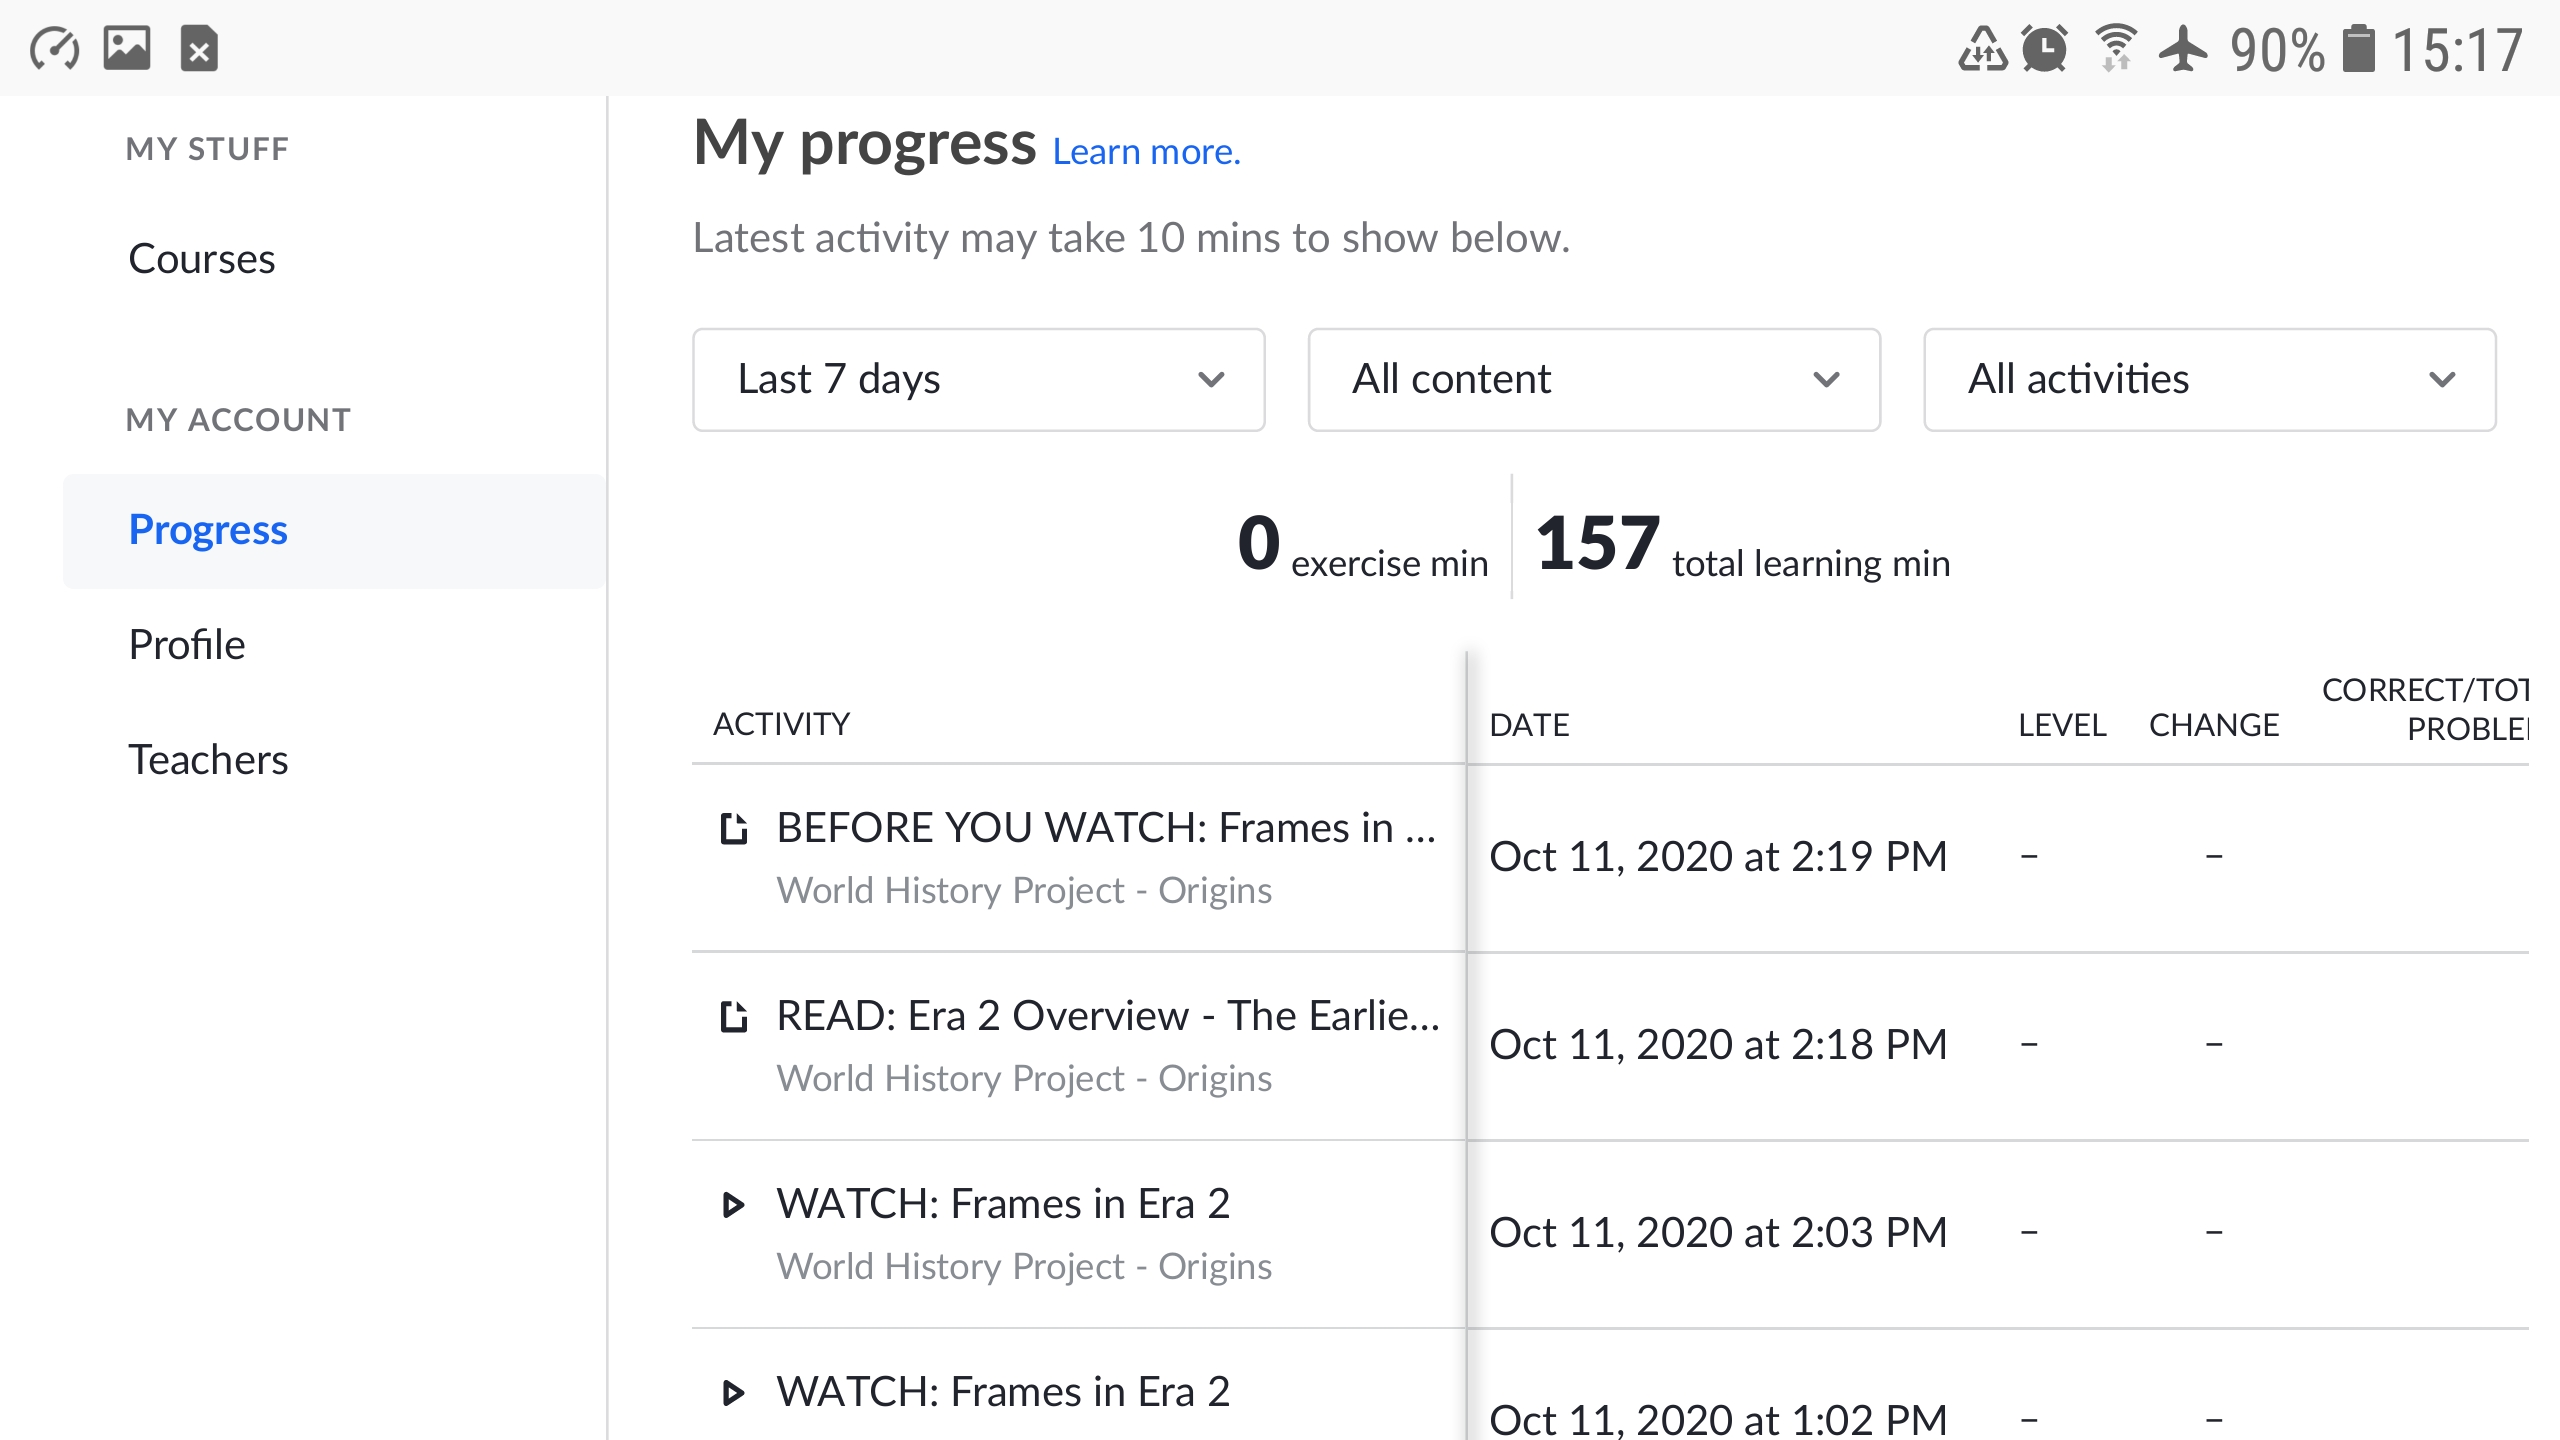 90% 15:17
MY STUFF
Courses
MY ACCOUNT
Progress
Profile
Teachers
My progress Learn more.
Latest activity may take 10 mins to show below.
Last 7 days All content All activities
0 exercise min 157 total learning min
ACTIVITY DATE LEVEL CHANGE CORRECT/TOT
PROBLE
BEFORE YOU WATCH: Frames in ...
World History Project - Origins
Oct 11, 2020 at 2:19 PM – –
READ: Era 2 Overview - The Earlie...
World History Project - Origins
Oct 11, 2020 at 2:18 PM – –
WATCH: Frames in Era 2
World History Project - Origins
Oct 11, 2020 at 2:03 PM – –
WATCH: Frames in Era 2
Oct 11, 2020 at 1:02 PM – –